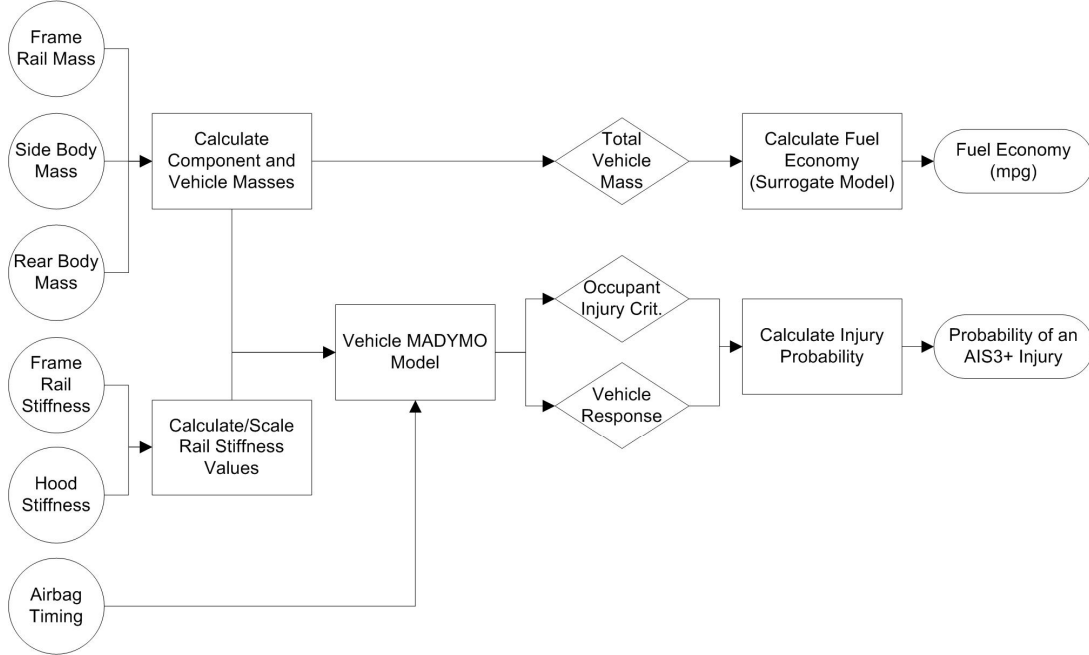 Frame
Rail Mass
Side Body
Mass
Rear Body
Mass
Calculate
Component and
Vehicle Masses
Total
Vehicle
Mass
Calculate Fuel
Economy
(Surrogate Model)
Fuel Economy
(mpg)
Frame
Rail
Stiffness
Hood
Stiffness
Calculate/Scale
Rail Stiffness
Values
Vehicle MADYMO
Model
Occupant
Injury Crit.
Vehicle
Response
Calculate Injury
Probability
Probability of an
AIS3+ Injury
Airbag
Timing